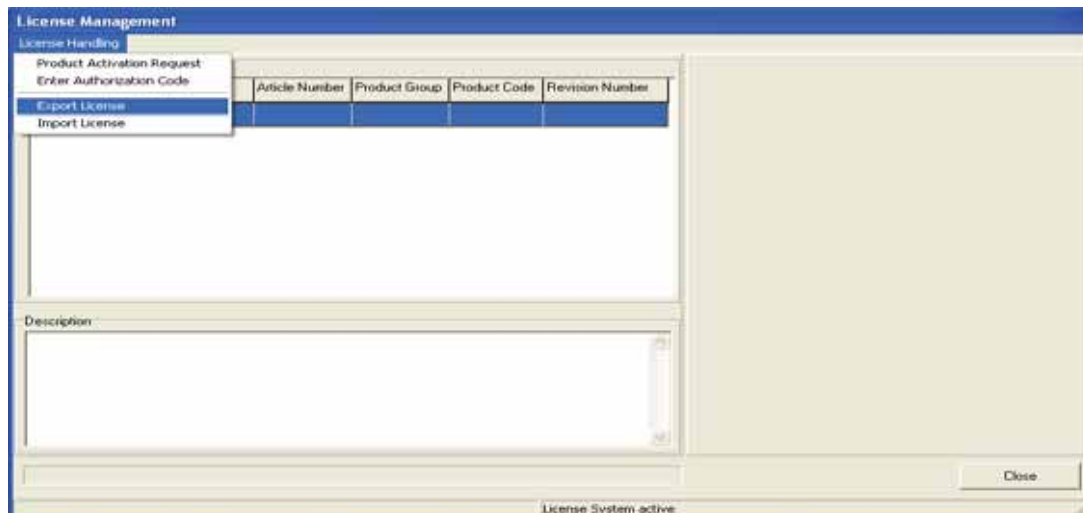 License Management
License Handling
Product Activation Request
Enter Authorization Code
Export License
Import License
Article Number Product Group Product Code Revision Number
Description
Close
License System active